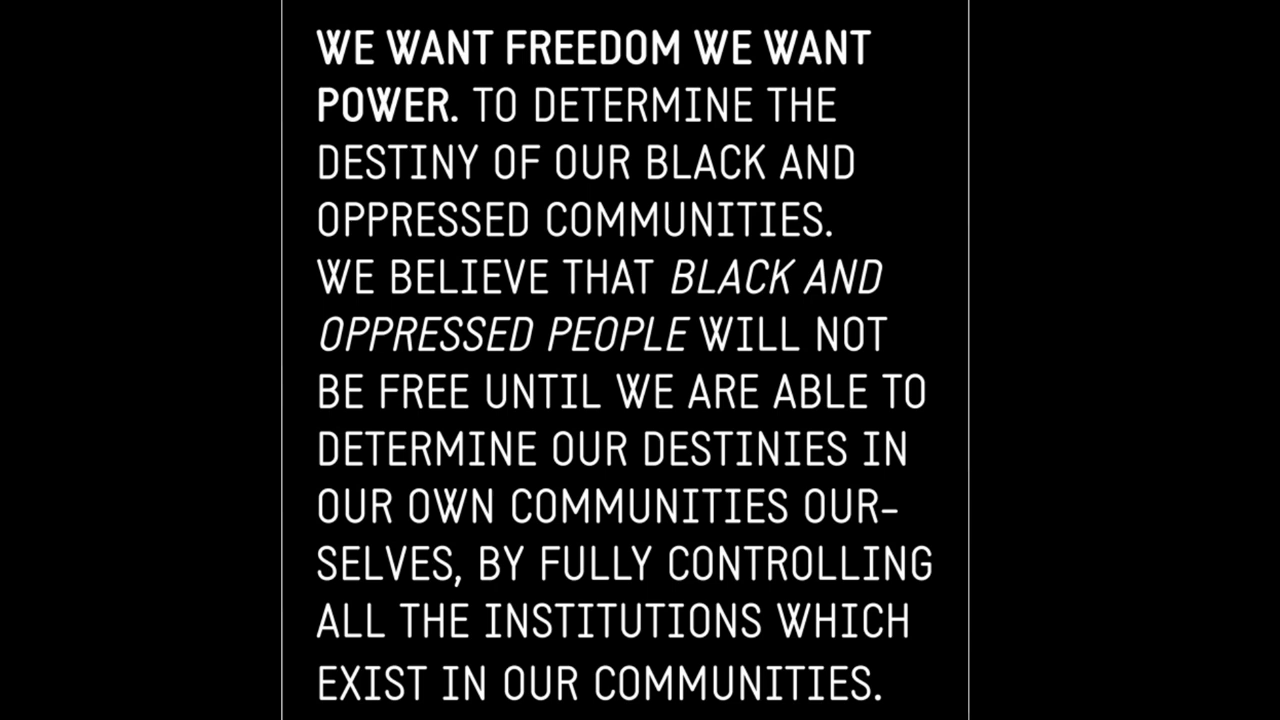 WE WANT FREEDOM WE WANT
POWER. TO DETERMINE THE
DESTINY OF OUR BLACK AND
OPPRESSED COMMUNITIES.
WE BELIEVE THAT BLACK AND
OPPRESSED PEOPLE WILL NOT
BE FREE UNTIL WE ARE ABLE TO
DETERMINE OUR DESTINIES IN
OUR OWN COMMUNITIES OUR-
SELVES, BY FULLY CONTROLLING
ALL THE INSTITUTIONS WHICH
EXIST IN OUR COMMUNITIES.